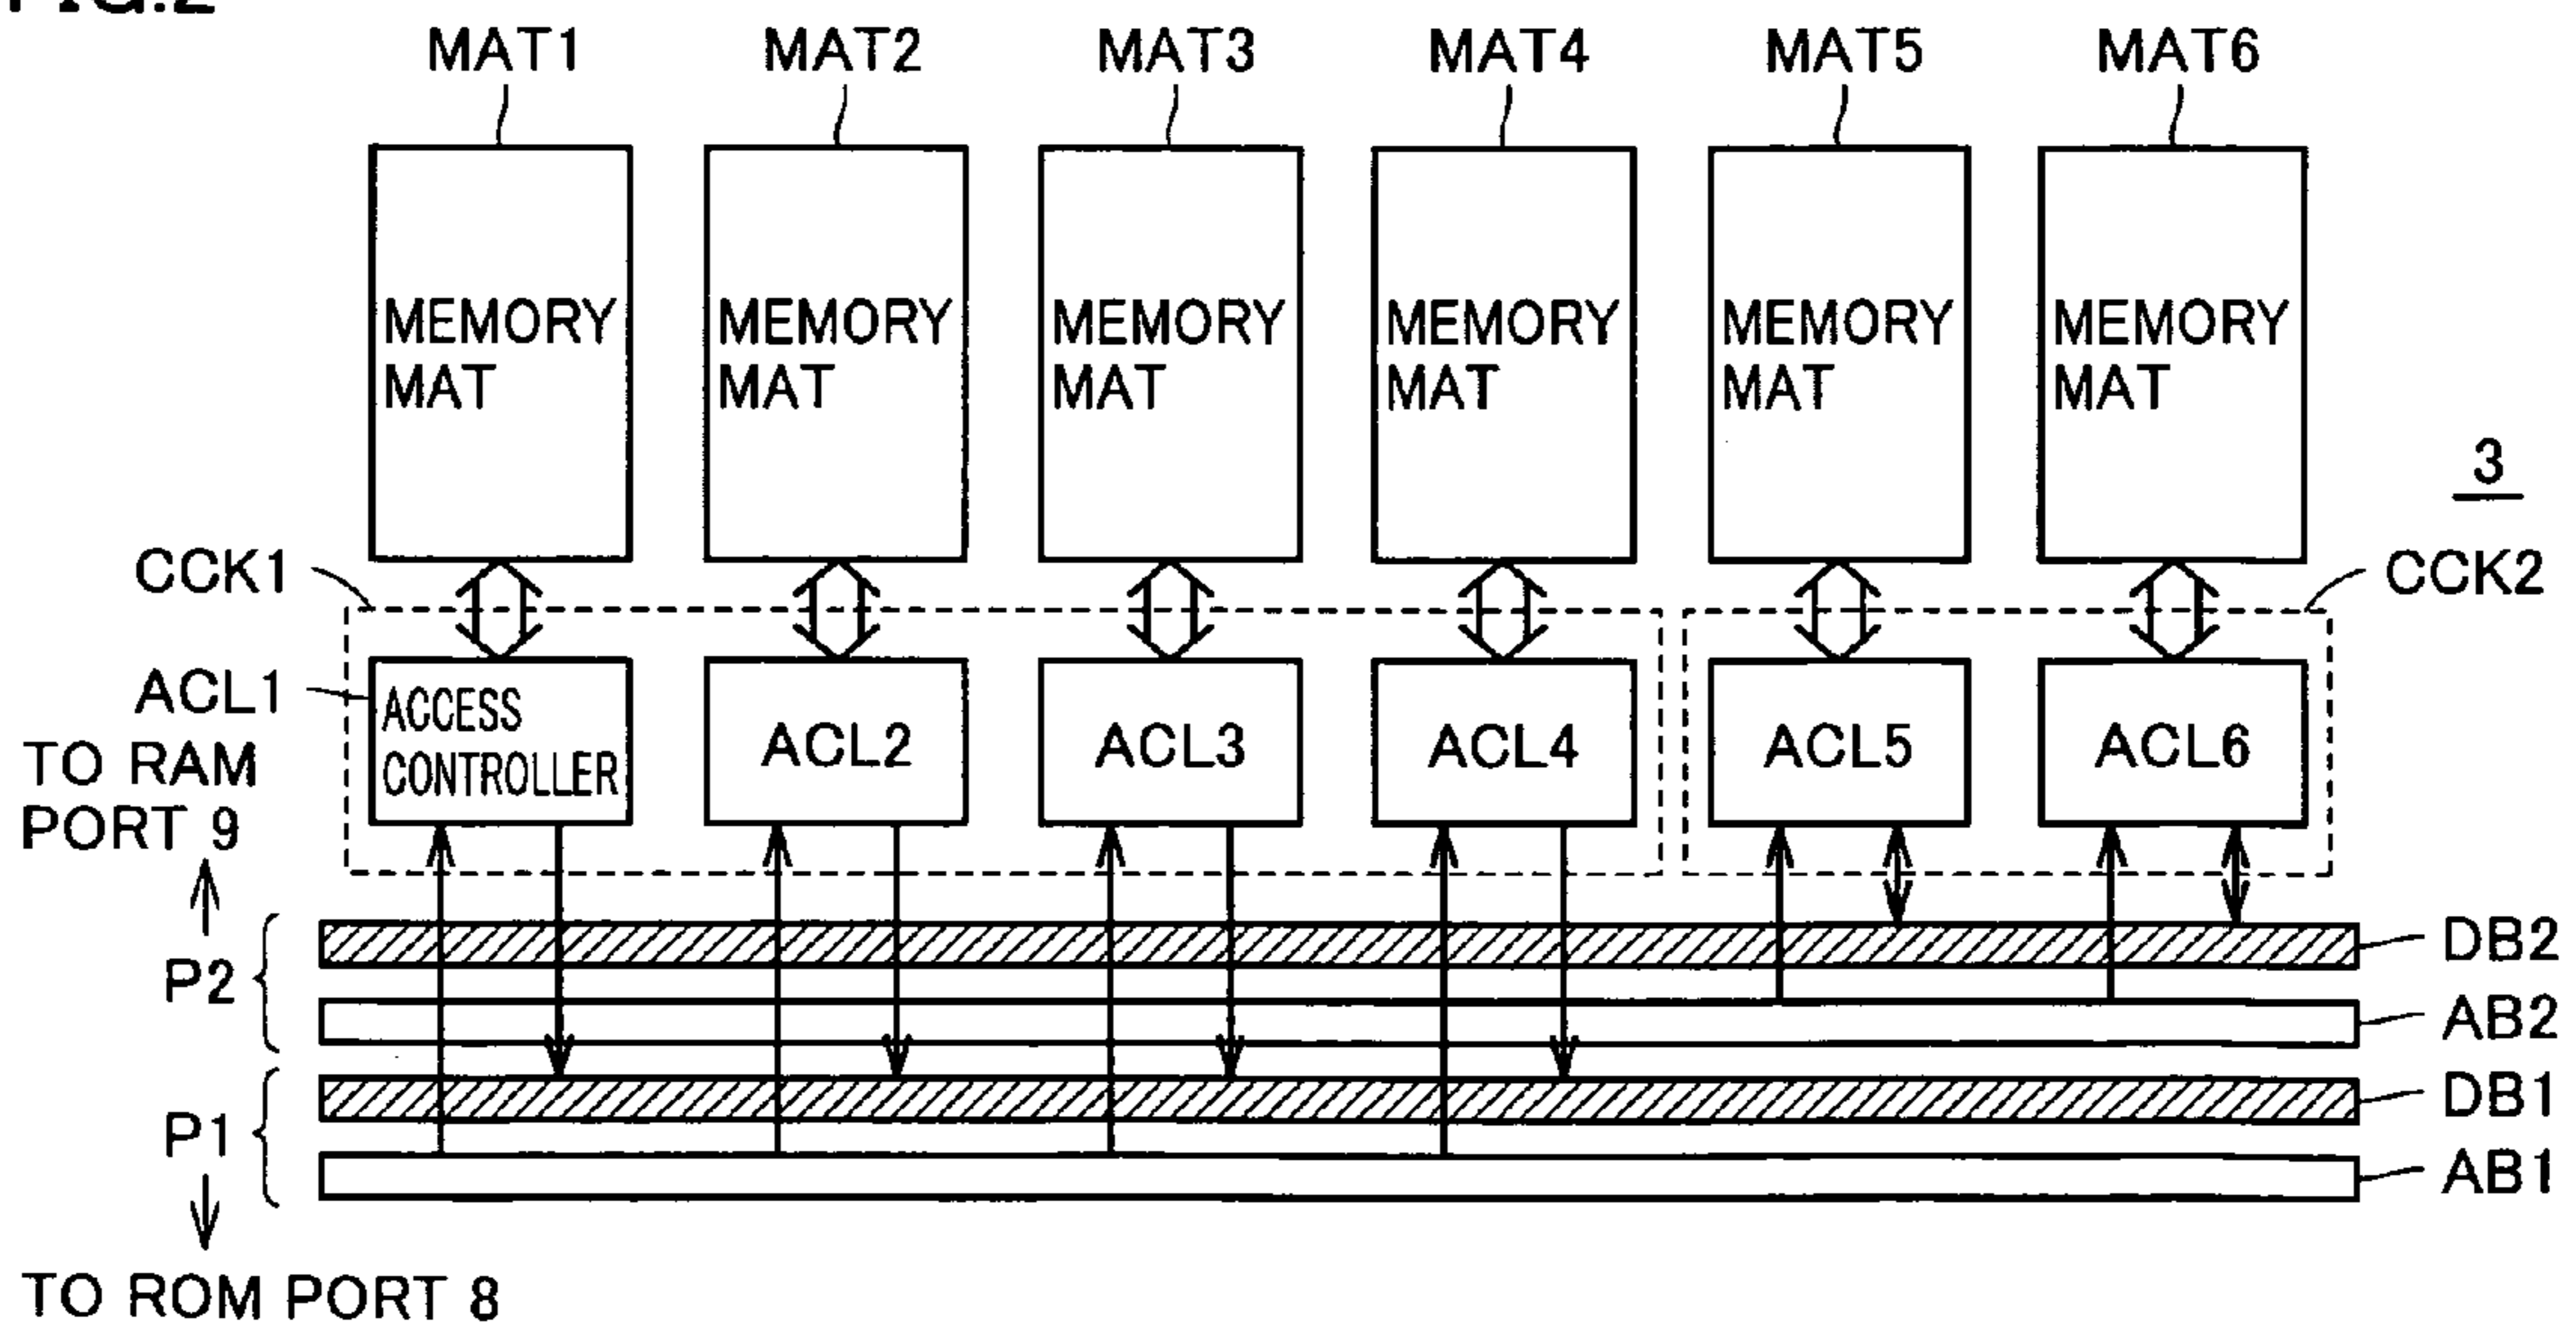 FIG.2
MAT1 MAT2 MAT3 MAT4 MAT5 MAT6
MEMORY MAT
MEMORY MAT
MEMORY MAT
MEMORY MAT
MEMORY MAT
MEMORY MAT
3
CCK1
CCK2
ACL1
ACCESS
CONTROLLER
ACL2
ACL3
ACL4
ACL5
ACL6
TO RAM
PORT 9
P2
DB2
AB2
P1
DB1
AB1
TO ROM PORT 8